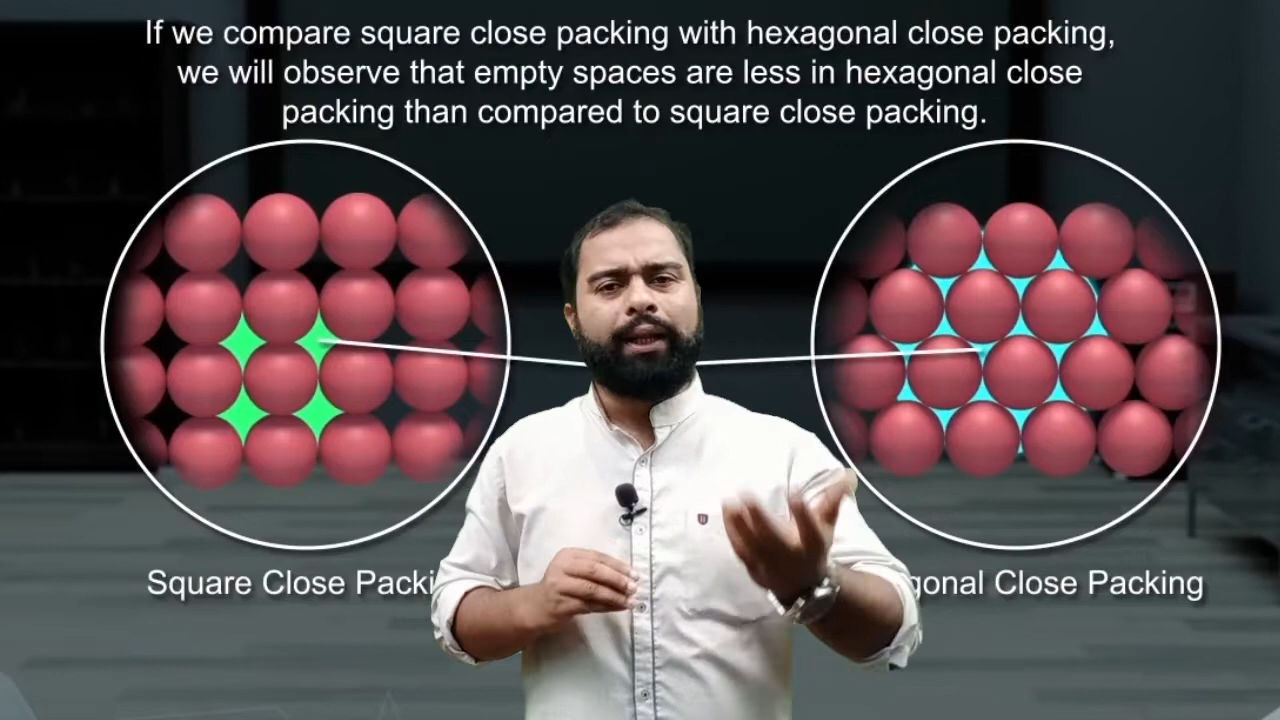 If we compare square close packing with hexagonal close packing,
we will observe that empty spaces are less in hexagonal close
packing than compared to square close packing.
Square Close Packi
gonal Close Packing